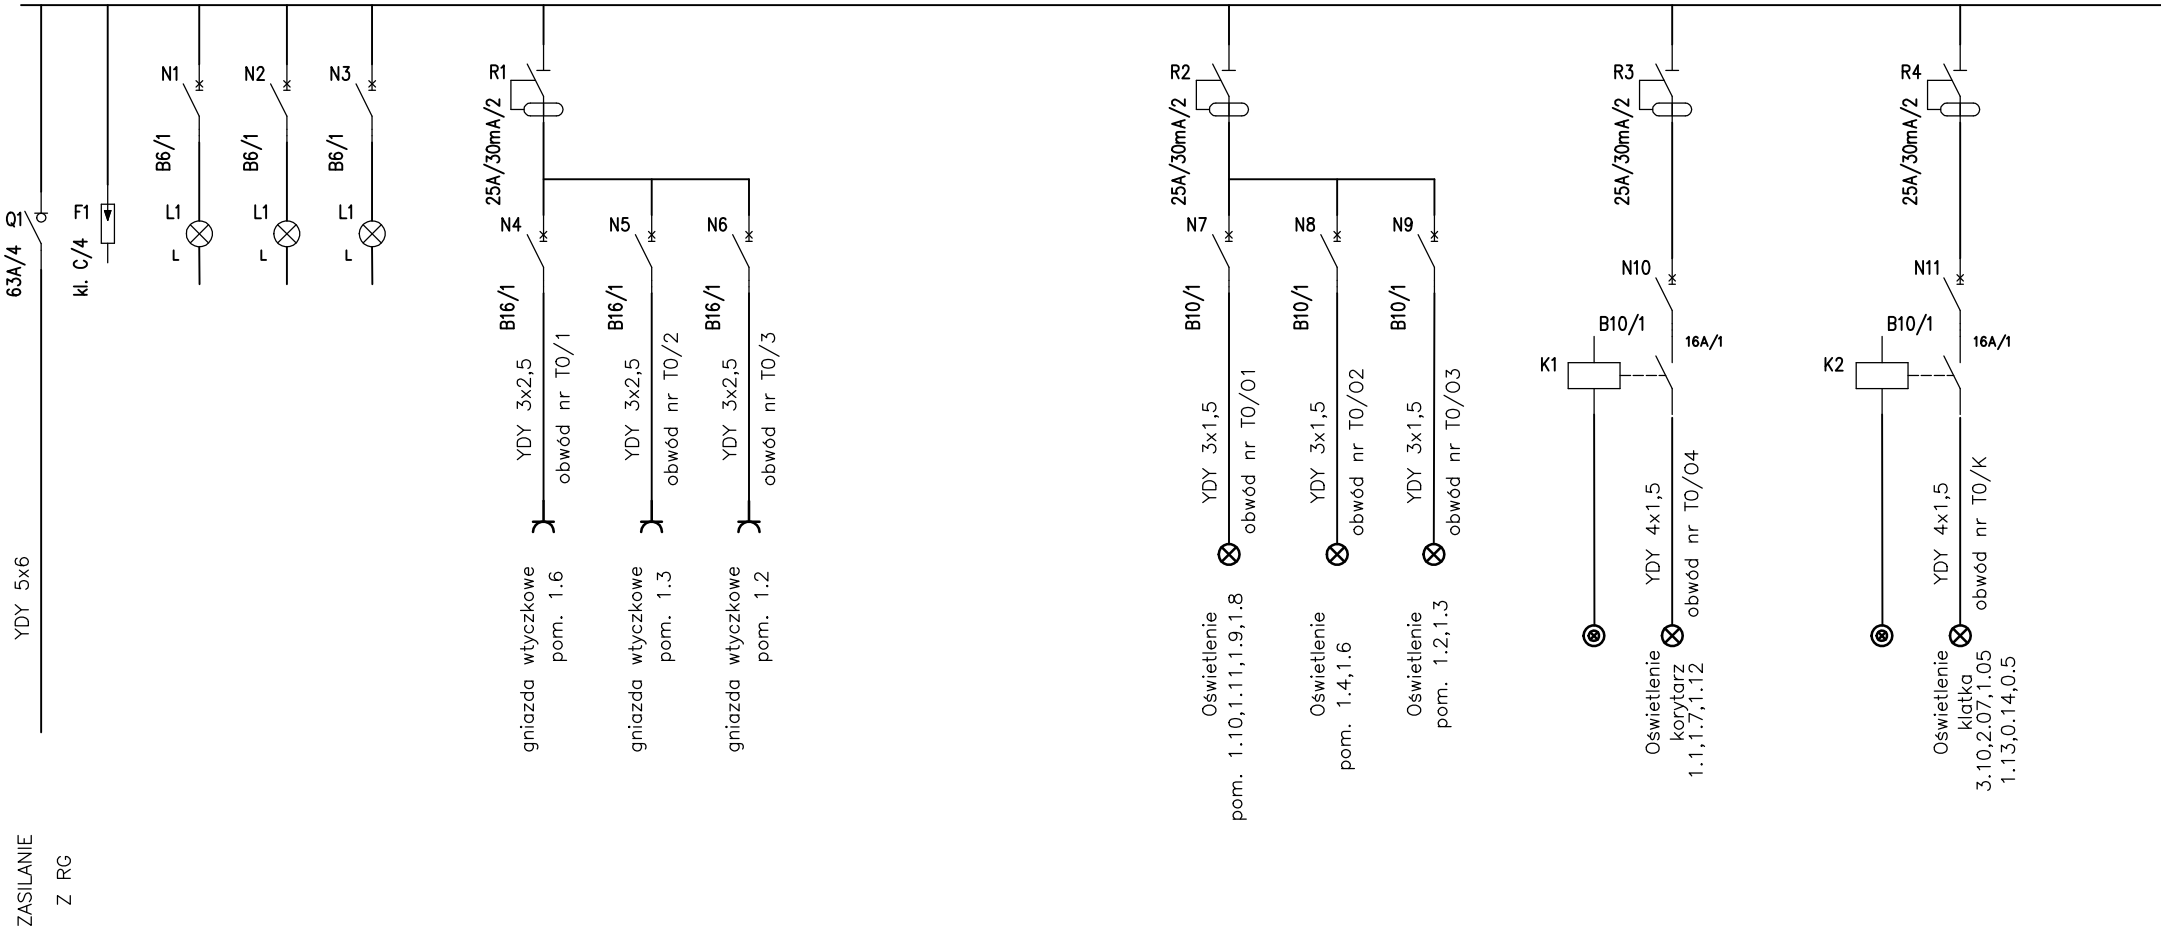 Q1
63A/4
YDY 5x6
ZASILANIE
Z RG
F1
kl. C/4
N1
B6/1
L1
L
N2
B6/1
L1
L
N3
B6/1
L1
L
R1
25A/30mA/2
N4
B16/1
YDY 3x2,5
obwód nr T0/1
gniazda wtyczkowe
pom. 1.6
N5
B16/1
YDY 3x2,5
obwód nr T0/2
gniazda wtyczkowe
pom. 1.3
N6
B16/1
YDY 3x2,5
obwód nr T0/3
gniazda wtyczkowe
pom. 1.2
R2
25A/30mA/2
N7
B10/1
YDY 3x1,5
obwód nr T0/O1
Oświetlenie
pom. 1.10,1.11,1.9,1.8
N8
B10/1
YDY 3x1,5
obwód nr T0/O2
Oświetlenie
pom. 1.4,1.6
N9
B10/1
YDY 3x1,5
obwód nr T0/O3
Oświetlenie
pom. 1.2,1.3
R3
25A/30mA/2
N10
B10/1
16A/1
K1
YDY 4x1,5
obwód nr T0/O4
Oświetlenie
korytarz
1.1,1.7,1.12
R4
25A/30mA/2
N11
B10/1
16A/1
K2
YDY 4x1,5
obwód nr T0/K
Oświetlenie
klatka
3.10,2.07,1.05
1.13,0.14,0.5